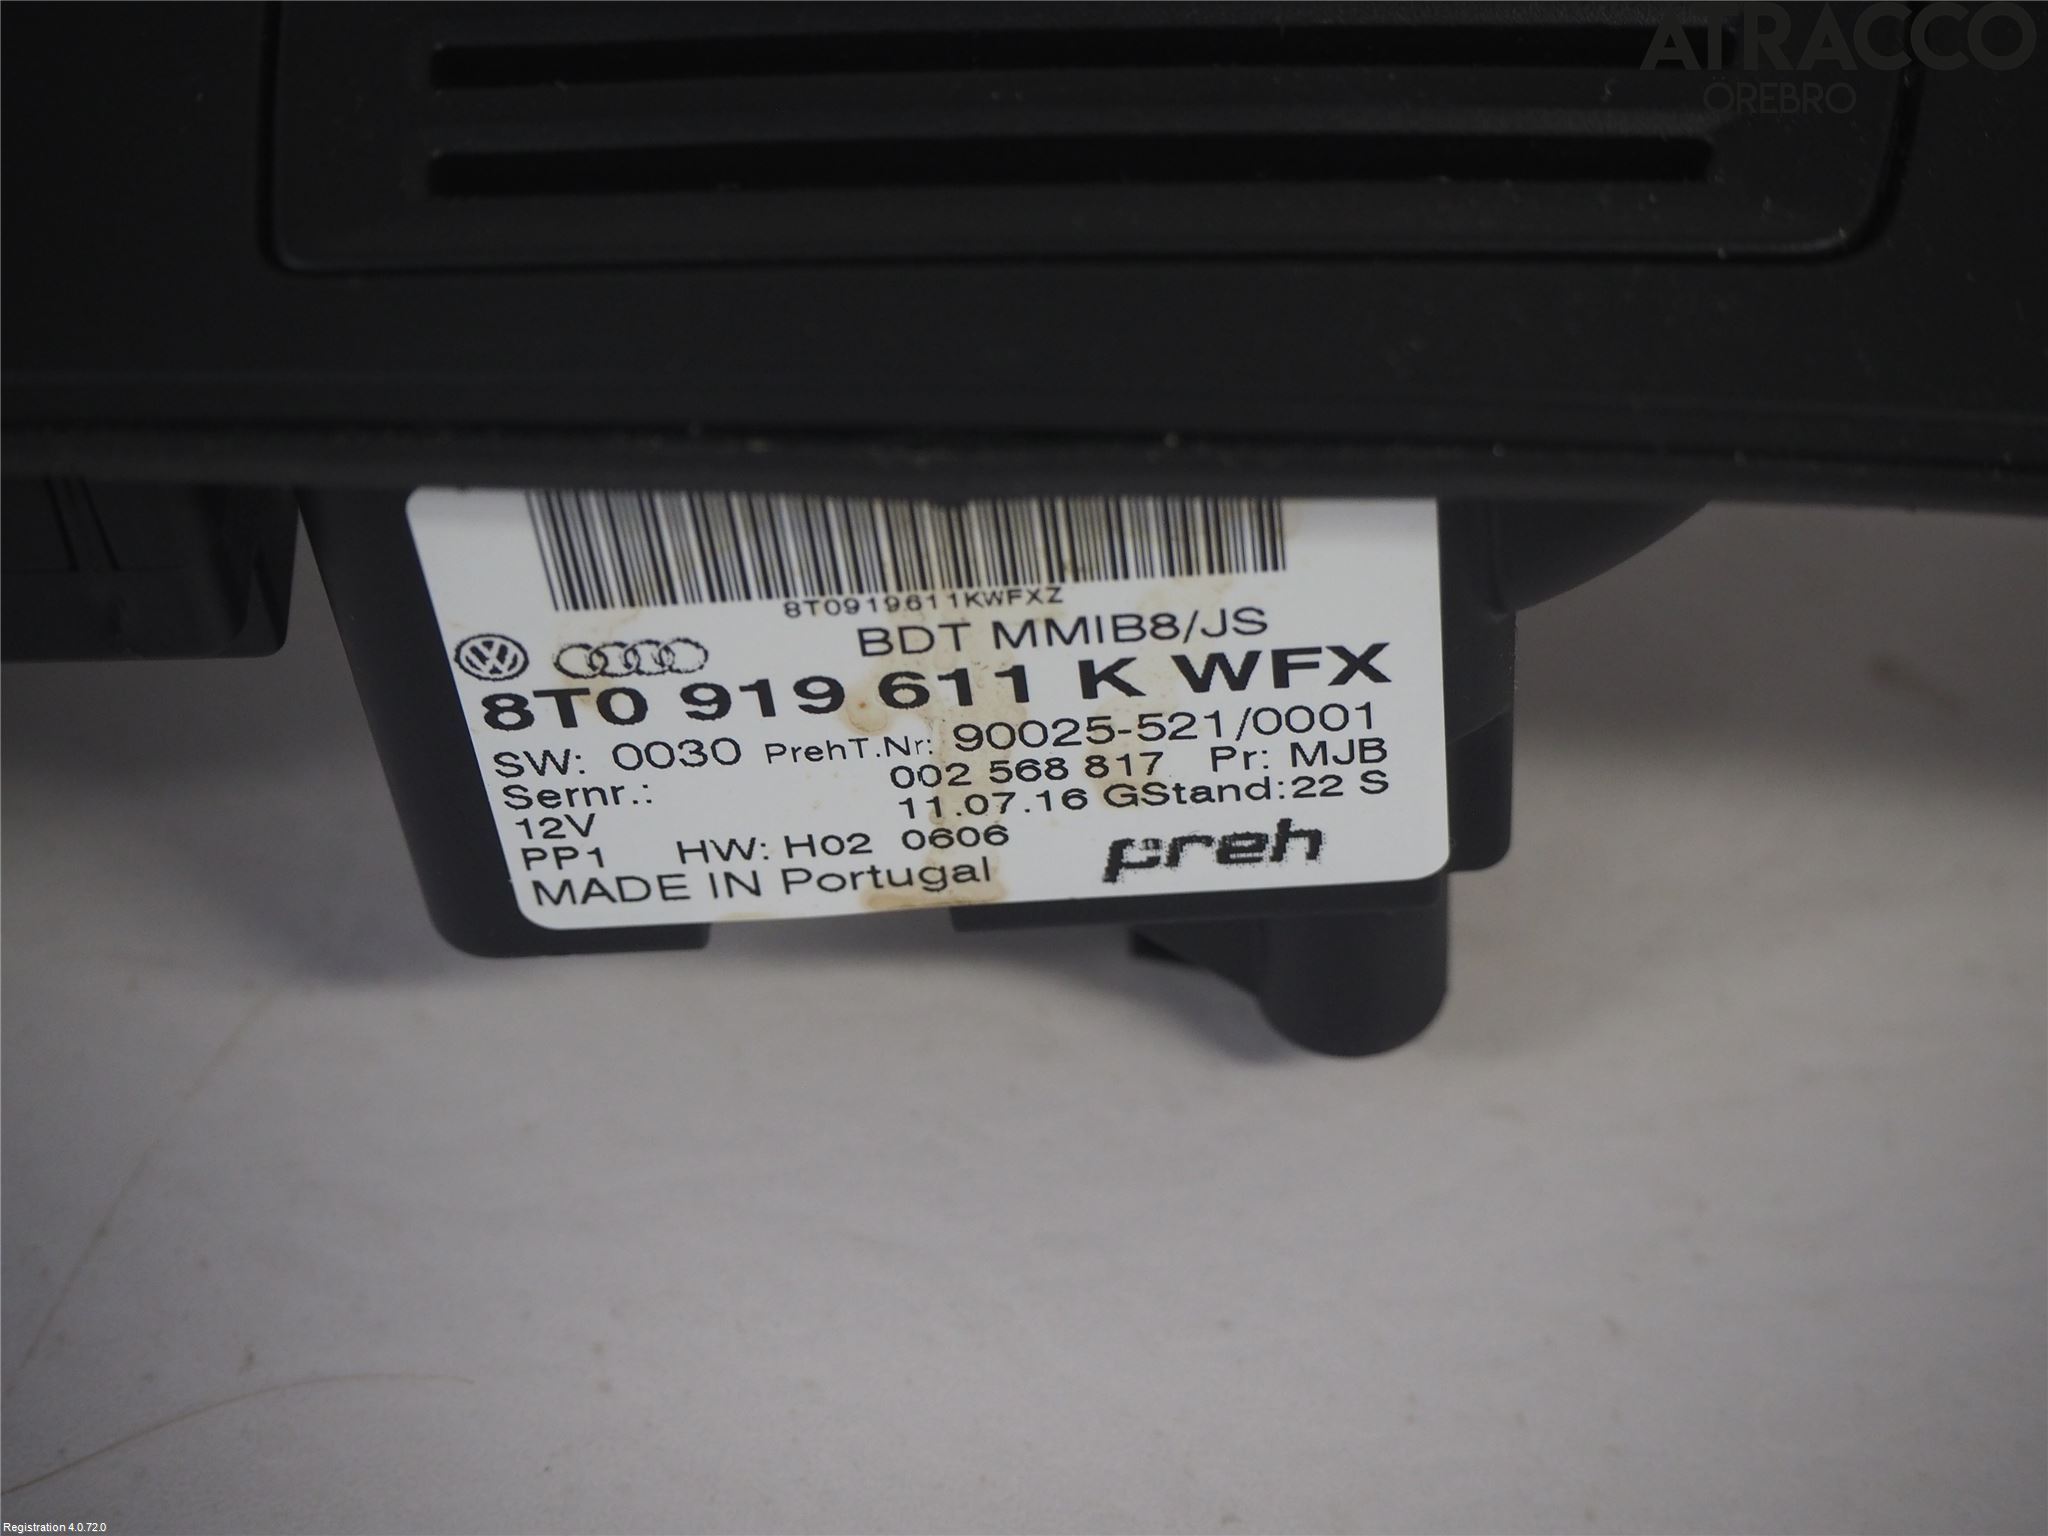 ATRACCO
ÖREBRO
8T0919611KWFXZ
BDT MMIB8/JS
8T0 919 611 K WFX
SW: 0030 PrehT.Nr: 90025-521/0001
Sernr.: 002 568 817 Pr: MJB
12V 11.07.16 GStand:22 S
PP1 HW: H02 0606
MADE IN Portugal preh
Registration 4.0.72.0